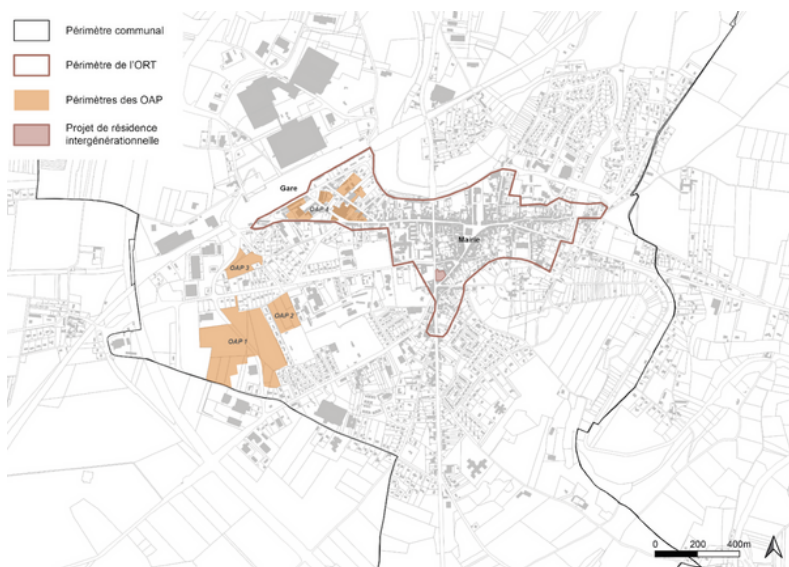 Périmètre communal
Périmètre de l'ORT
Périmètres des OAP
Projet de résidence
intergénérationnelle
Gare
OAP 4
Mairie
OAP 3
OAP 2
OAP 1
0 200 400m